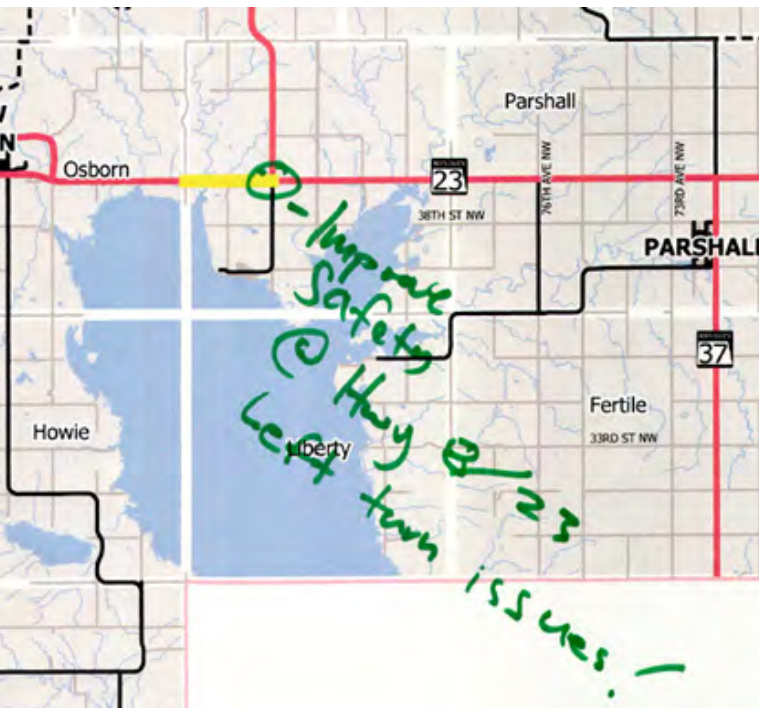 Parshall
W
N
Osborn
23
76TH AVE NW
73RD AVE NW
38TH ST NW
PARSHALL
- Improve
Safety
@ Hwy 8/23
Left turn issues!
37
Fertile
33RD ST NW
Howie
Liberty